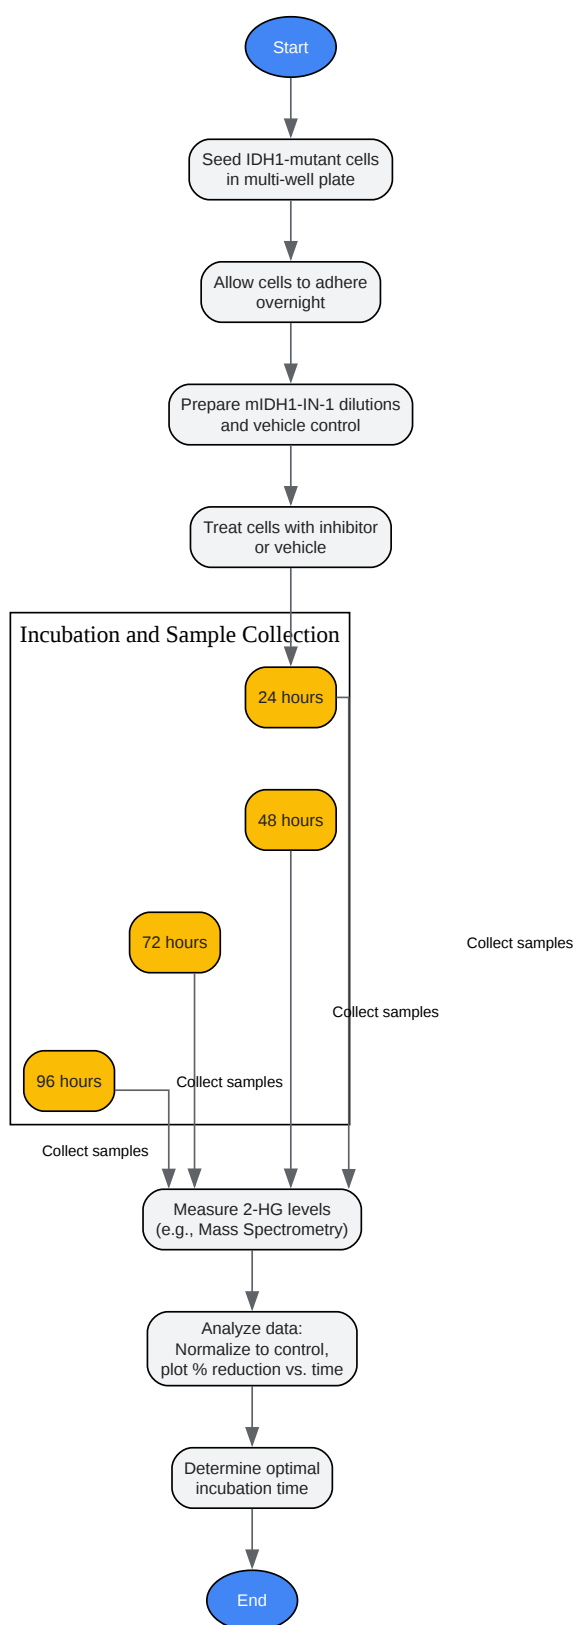 Start
Seed IDH1-mutant cells
in multi-well plate
Allow cells to adhere
overnight
Prepare mIDH1-IN-1 dilutions
and vehicle control
Treat cells with inhibitor
or vehicle
Incubation and Sample Collection
24 hours
48 hours
72 hours
Collect samples
Collect samples
96 hours
Collect samples
Collect samples
Measure 2-HG levels
(e.g., Mass Spectrometry)
Analyze data:
Normalize to control,
plot % reduction vs. time
Determine optimal
incubation time
End